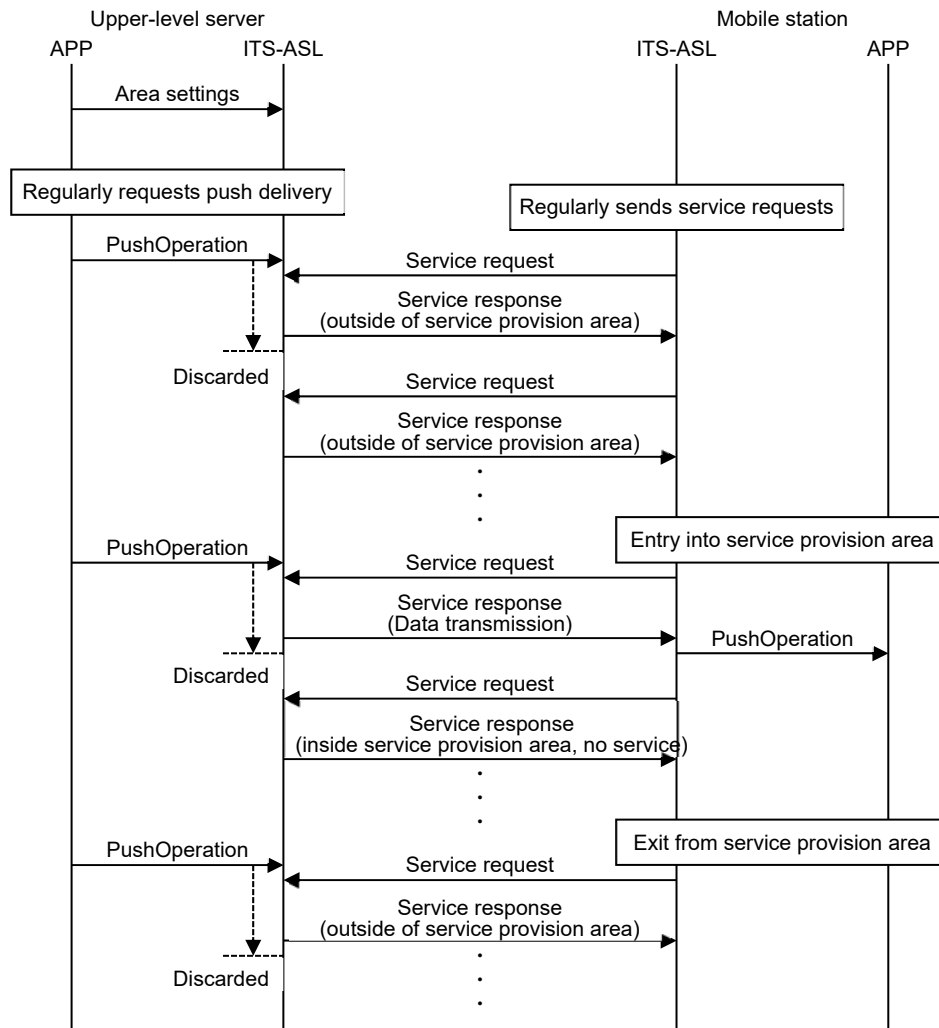 Upper-level server
Mobile station
APP
ITS-ASL
ITS-ASL
APP
Area settings
Regularly requests push delivery
Regularly sends service requests
PushOperation
Service request
Service response
(outside of service provision area)
Discarded
Service request
Service response
(outside of service provision area)
Entry into service provision area
PushOperation
Service request
Service response
(Data transmission)
PushOperation
Discarded
Service request
Service response
(inside service provision area, no service)
Exit from service provision area
PushOperation
Service request
Service response
(outside of service provision area)
Discarded